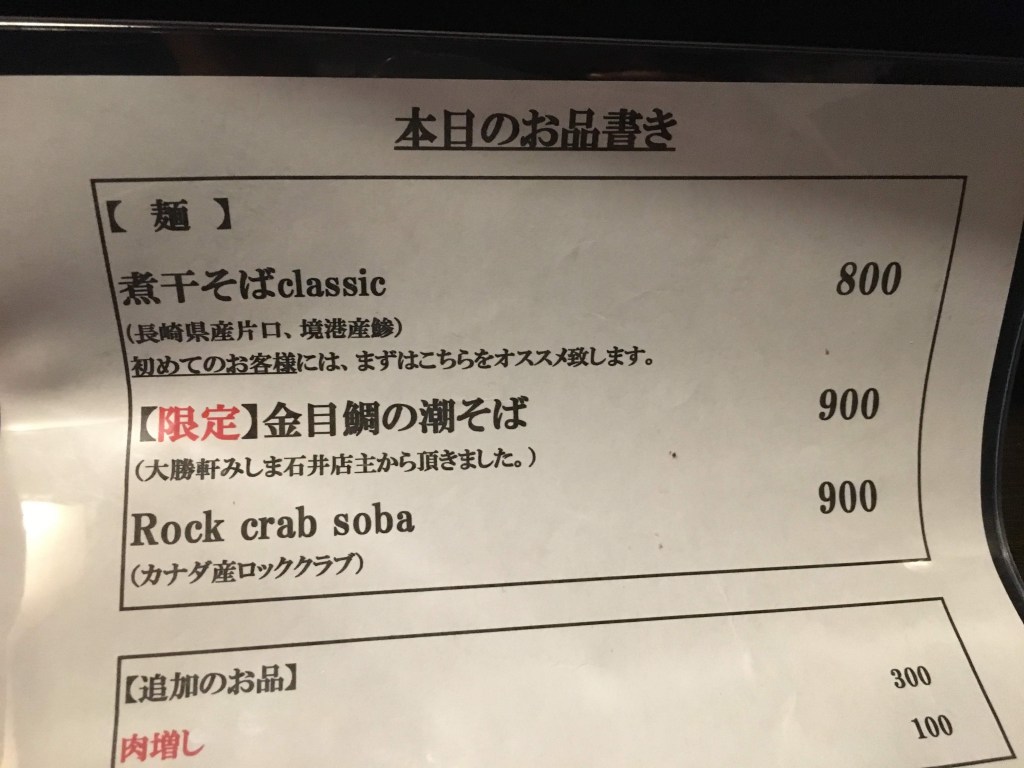 本日のお品書き
【 麺 】
煮干そばclassic 800
(長崎県産片口、境港産鯵)
初めてのお客様には、まずはこちらをオススメ致します。
【限定】金目鯛の潮そば 900
(大勝軒みしま石井店主から頂きました。)
Rock crab soba 900
(カナダ産ロッククラブ)
【追加のお品】
300
肉増し 100